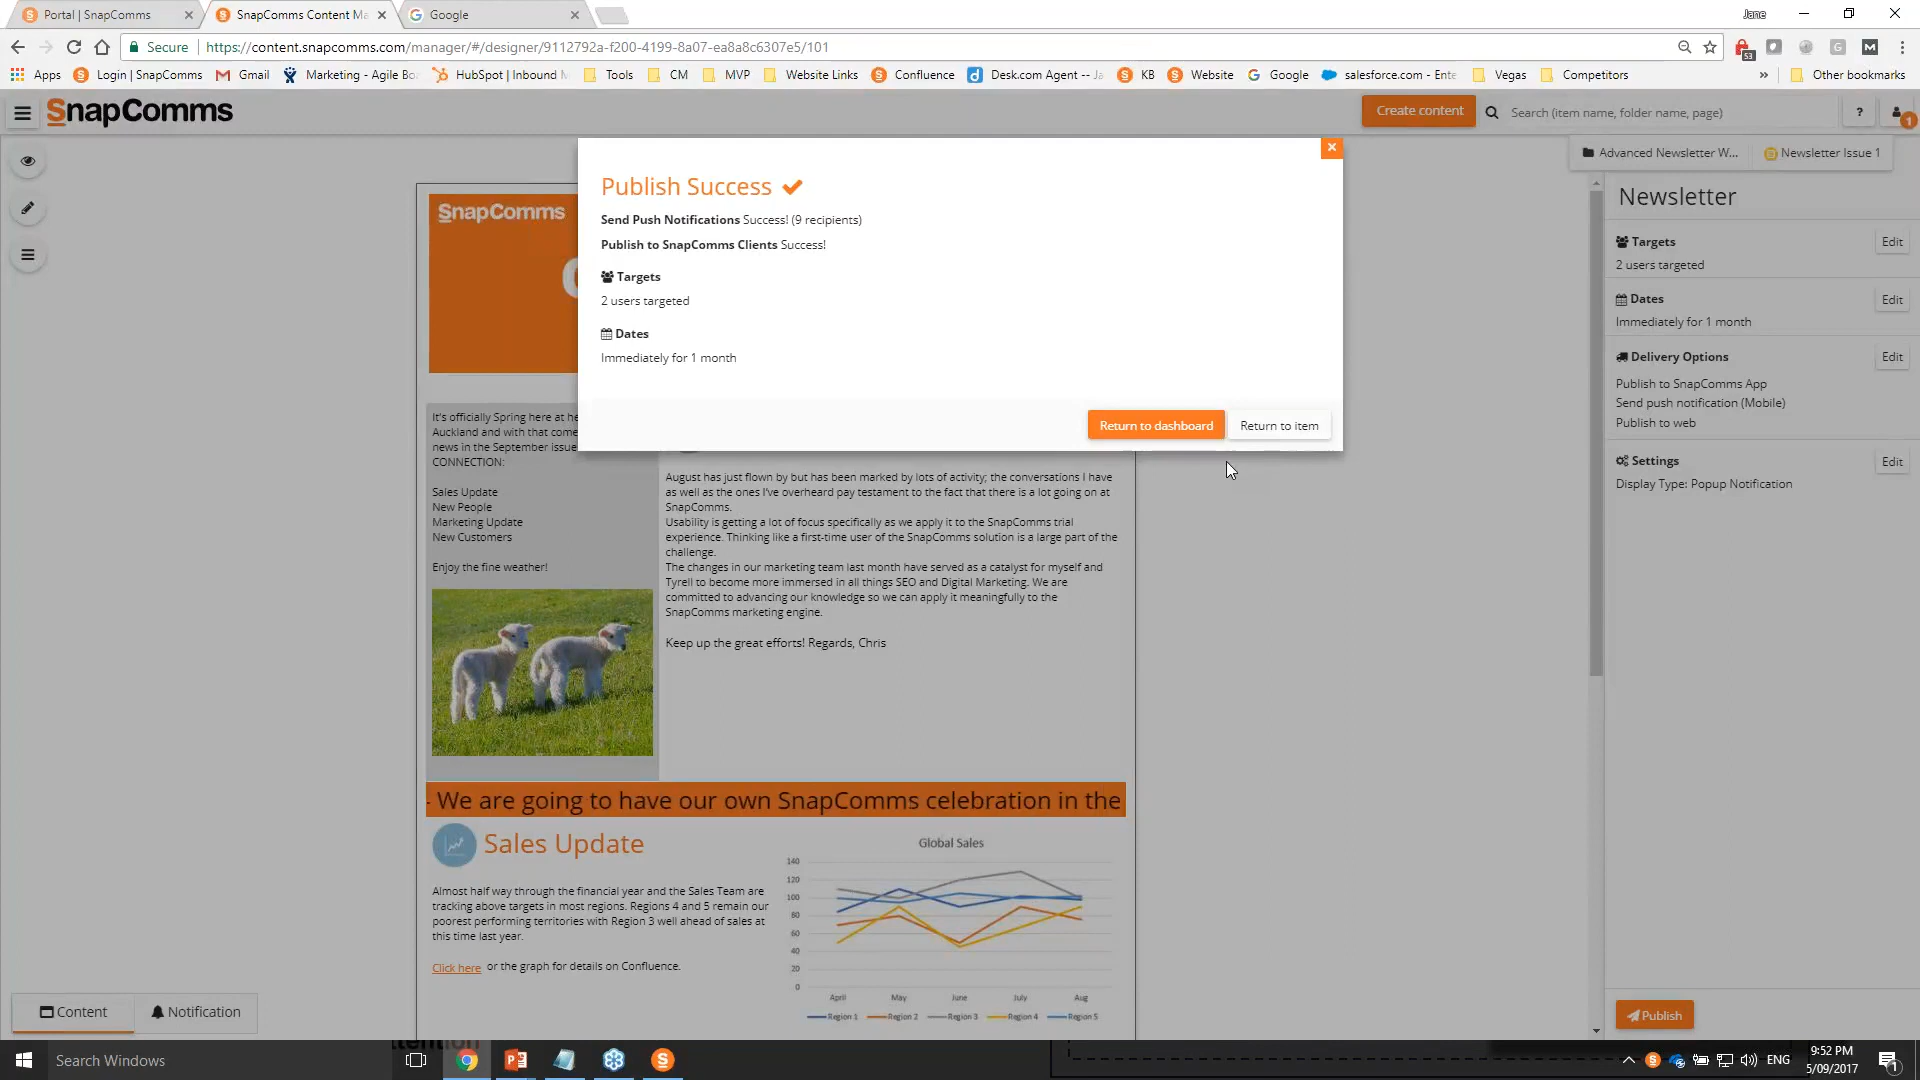 Portal | SnapComms
SnapComms Content Ma
Google
Jane
Secure
https://content.snapcomms.com/manager/#/designer/9112792a-f200-4199-8a07-ea8a8c6307e5/101
53
Apps
Login | SnapComms
Gmail
Marketing - Agile Bo
HubSpot | Inbound
Tools
CM
MVP
Website Links
Confluence
Desk.com Agent -- Ja
KB
Website
Google
salesforce.com - Ente
Vegas
Competitors
»
Other bookmarks
SnapComms
Create content
Search (item name, folder name, page)
?
1
Advanced Newsletter W...
Newsletter Issue 1
Newsletter
Targets
Edit
2 users targeted
Dates
Edit
Immediately for 1 month
Delivery Options
Edit
Publish to SnapComms App
Send push notification (Mobile)
Publish to web
Settings
Edit
Display Type: Popup Notification
Publish
Publish Success
Send Push Notifications Success! (9 recipients)
Publish to SnapComms Clients Success!
Targets
2 users targeted
Dates
Immediately for 1 month
Return to dashboard
Return to item
SnapComms
It's officially Spring here at he
Auckland and with that come
news in the September issue
CONNECTION:
Sales Update
New People
Marketing Update
New Customers
Enjoy the fine weather!
August has just flown by but has been marked by lots of activity; the conversations I have
as well as the ones I've overheard pay testament to the fact that there is a lot going on at
SnapComms.
Usability is getting a lot of focus specifically as we apply it to the SnapComms trial
experience. Thinking like a first-time user of the SnapComms solution is a large part of the
challenge.
The changes in our marketing team last month have served as a catalyst for myself and
Tyrell to become more immersed in all things SEO and Digital Marketing. We are
committed to advancing our knowledge so we can apply it meaningfully to the
SnapComms marketing engine.
Keep up the great efforts! Regards, Chris
- We are going to have our own SnapComms celebration in the
Sales Update
Almost half way through the financial year and the Sales Team are
tracking above targets in most regions. Regions 4 and 5 remain our
poorest performing territories with Region 3 well ahead of sales at
this time last year.
Click here or the graph for details on Confluence.
Global Sales
140
120
100
80
60
40
20
0
April May June July Aug
Region 1 Region 2 Region 3 Region 4 Region 5
Content
Notification
Search Windows
ENG
9:52 PM
5/09/2017
1